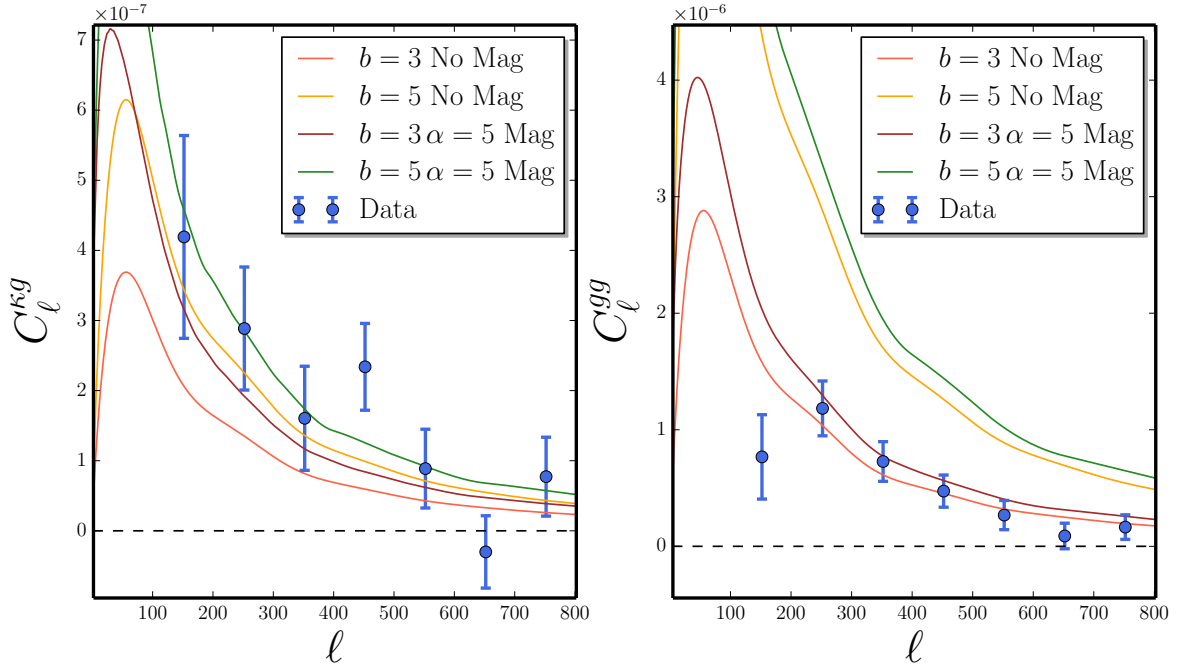 ×10⁻⁷
7
6
5
4
3
2
1
0
100 200 300 400 500 600 700 800
ℓ
C_ℓ^{κg}
b = 3 No Mag
b = 5 No Mag
b = 3 α = 5 Mag
b = 5 α = 5 Mag
Data
×10⁻⁶
4
3
2
1
0
100 200 300 400 500 600 700 800
ℓ
C_ℓ^{gg}
b = 3 No Mag
b = 5 No Mag
b = 3 α = 5 Mag
b = 5 α = 5 Mag
Data